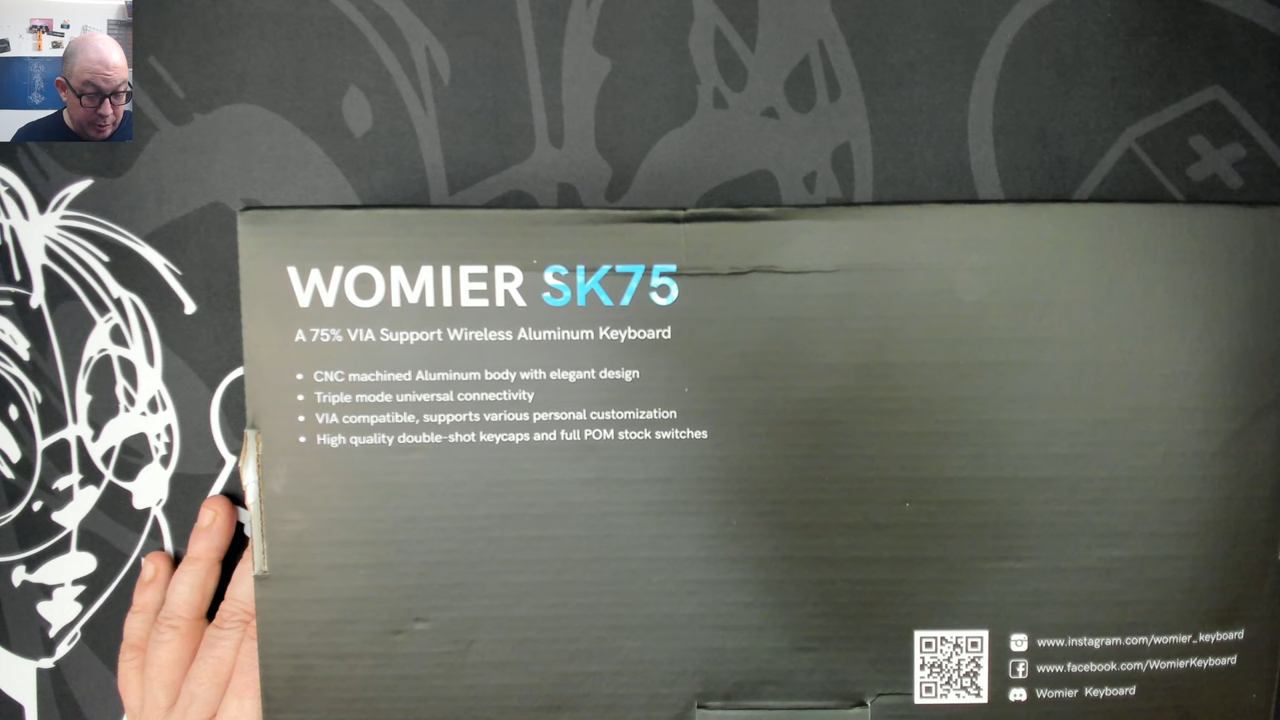 WOMIER SK75
A 75% VIA Support Wireless Aluminum Keyboard
• CNC machined Aluminum body with elegant design
• Triple mode universal connectivity
• VIA compatible, supports various personal customization
• High quality double-shot keycaps and full POM stock switches
www.instagram.com/womier_keyboard
www.facebook.com/WomierKeyboard
Womier Keyboard